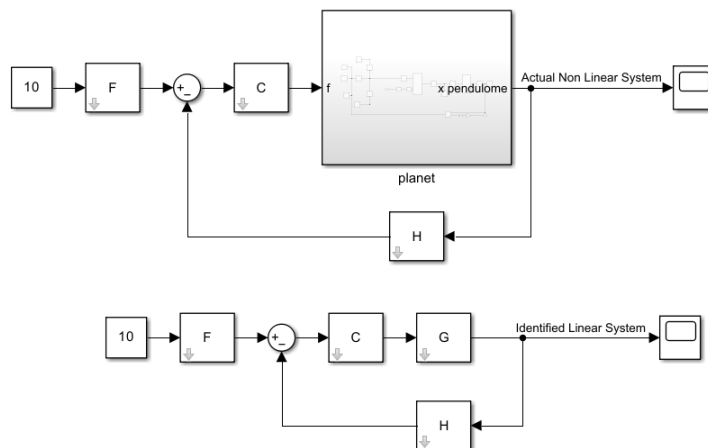 Actual Non Linear System
10
F
+
−
C
f
x pendulome
planet
H
Identified Linear System
10
F
+
−
C
G
H